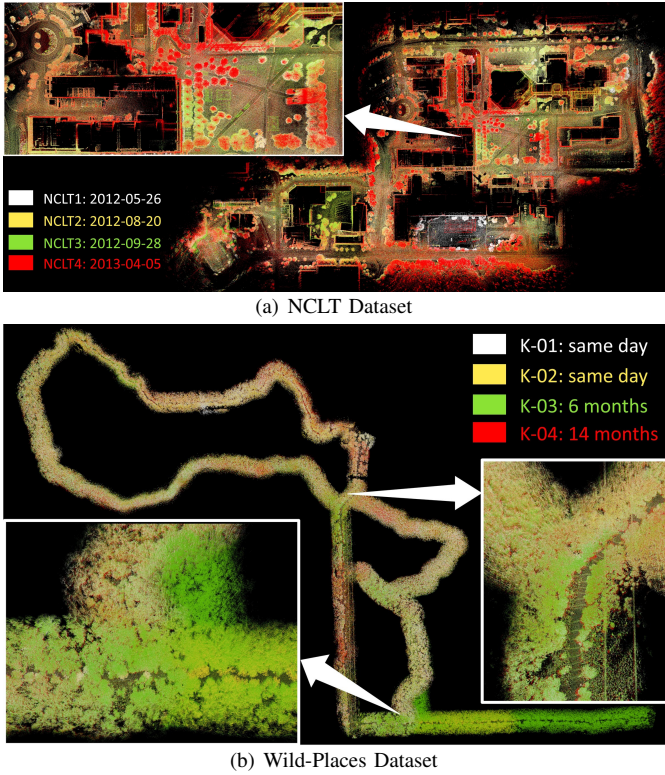 NCLT1: 2012-05-26
NCLT2: 2012-08-20
NCLT3: 2012-09-28
NCLT4: 2013-04-05
(a) NCLT Dataset
K-01: same day
K-02: same day
K-03: 6 months
K-04: 14 months
(b) Wild-Places Dataset